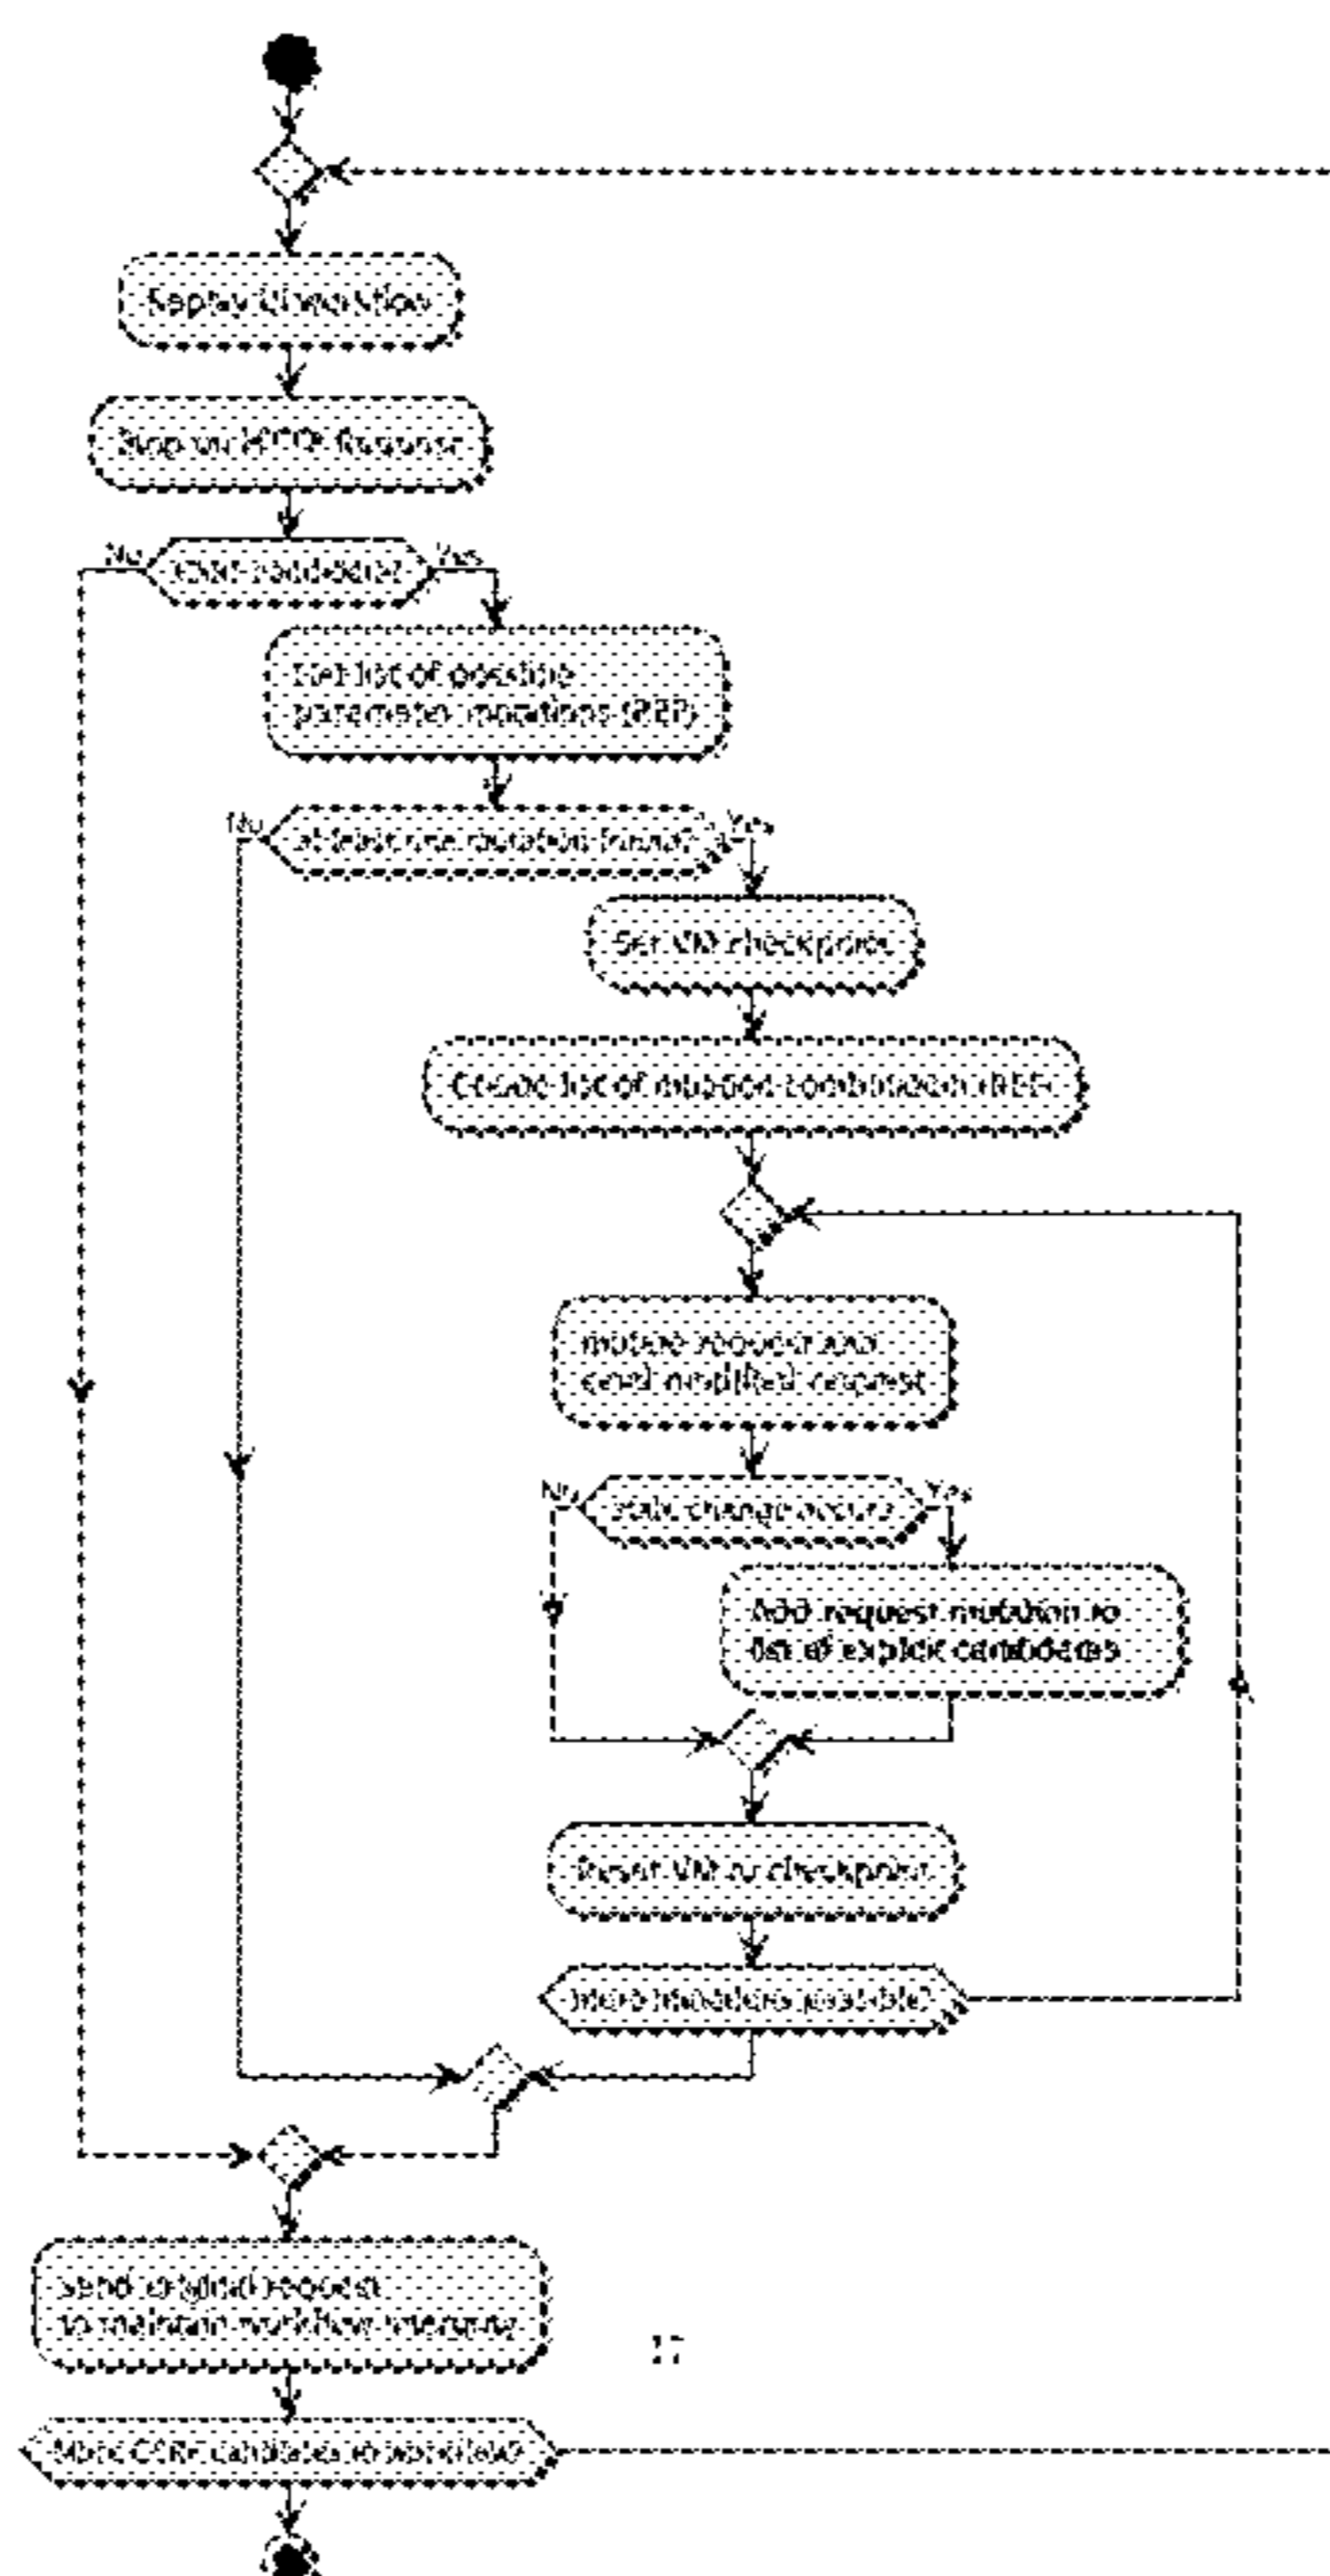 Replay UI workflow
Stop on HTTP Request
No
CSRF candidate?
Yes
Get list of possible
parameter mutations (REP)
No
at least one mutation found?
Yes
Set VM checkpoint
Create list of mutation combination
mutate request and
send modified request
No
state change occurs
Yes
Add request mutation to
list of exploit candidates
Reset VM to checkpoint
more mutations possible?
Send original request
to maintain workflow integrity
17
More CSRF candidates in workflow?